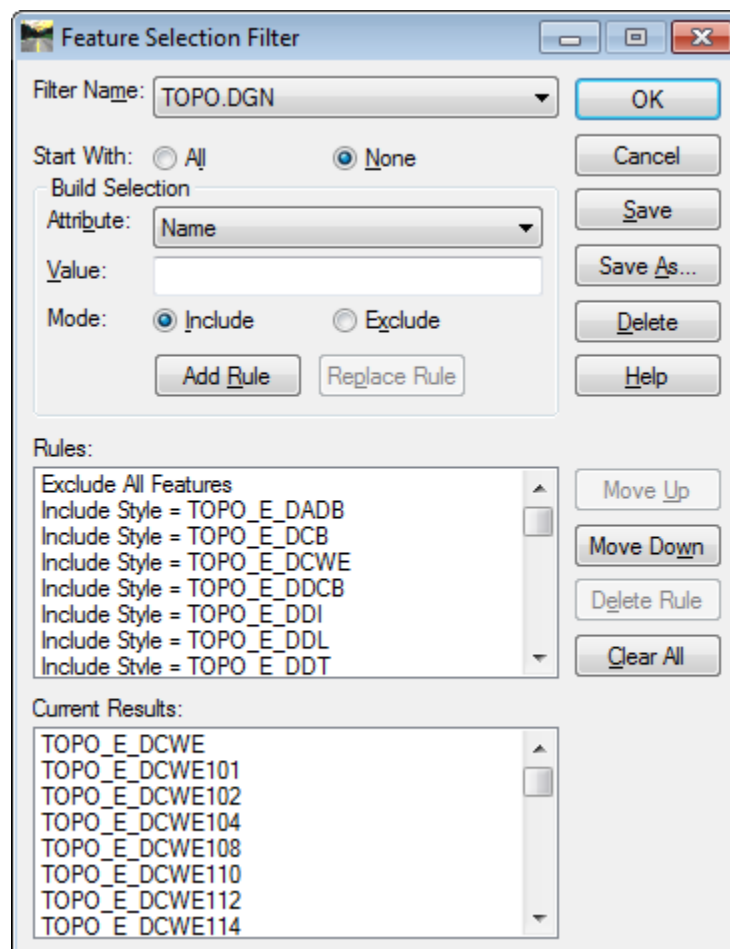 Feature Selection Filter
Filter Name: TOPO.DGN OK
Start With: All None Cancel
Build Selection
Attribute: Name Save
Value: Save As...
Mode: Include Exclude Delete
Add Rule Replace Rule Help
Rules:
Exclude All Features Move Up
Include Style = TOPO_E_DADB
Include Style = TOPO_E_DCB Move Down
Include Style = TOPO_E_DCWE
Include Style = TOPO_E_DDCB Delete Rule
Include Style = TOPO_E_DDI
Include Style = TOPO_E_DDL Clear All
Include Style = TOPO_E_DDT
Current Results:
TOPO_E_DCWE
TOPO_E_DCWE101
TOPO_E_DCWE102
TOPO_E_DCWE104
TOPO_E_DCWE108
TOPO_E_DCWE110
TOPO_E_DCWE112
TOPO_E_DCWE114